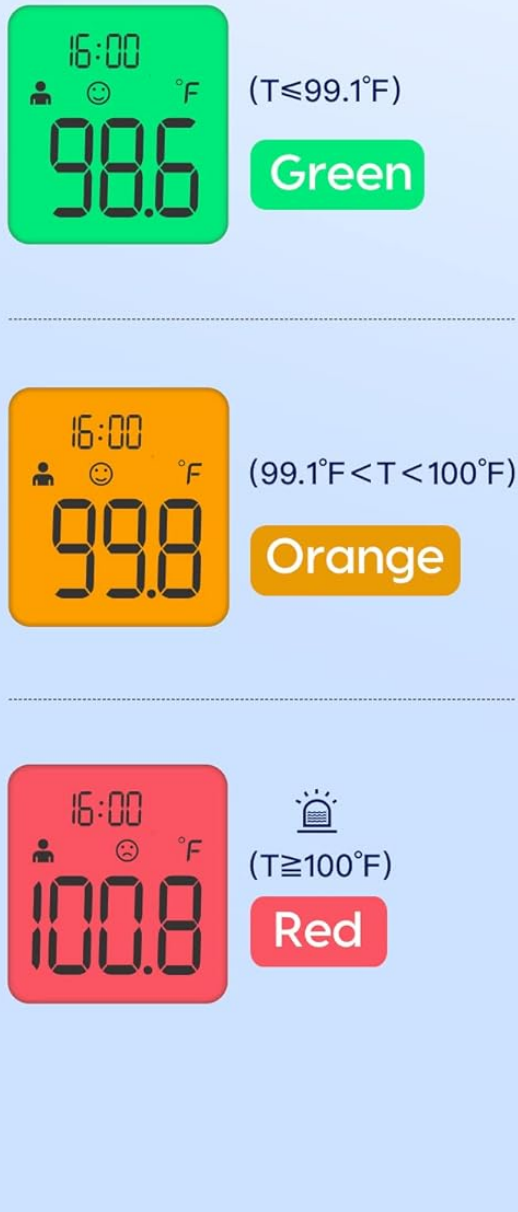 16:00
°F
98.6
(T≤99.1°F)
Green
16:00
°F
99.8
(99.1°F<T<100°F)
Orange
16:00
°F
100.8
(T≧100°F)
Red